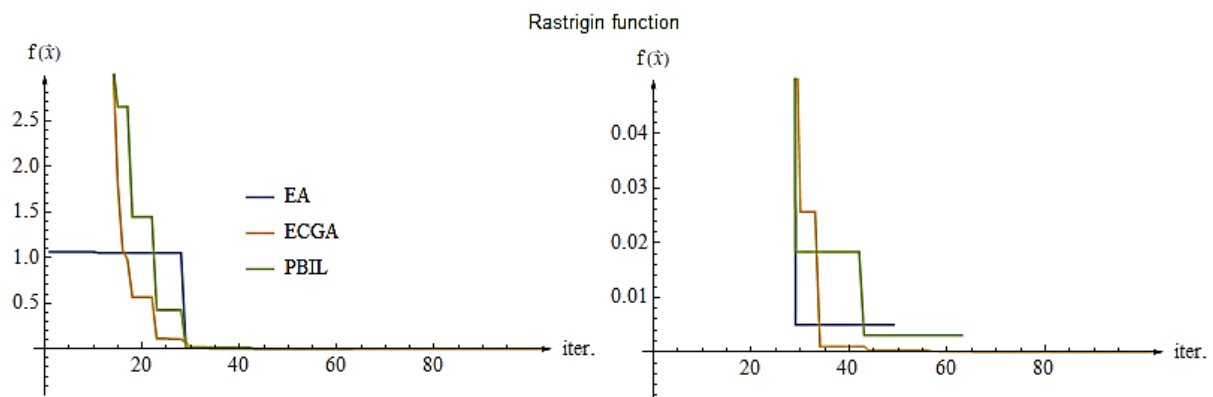 Rastrigin function
f(x̂)
2.5
2.0
1.5
1.0
0.5
20
40
60
80
iter.
EA
ECGA
PBIL
f(x̂)
0.04
0.03
0.02
0.01
20
40
60
80
iter.